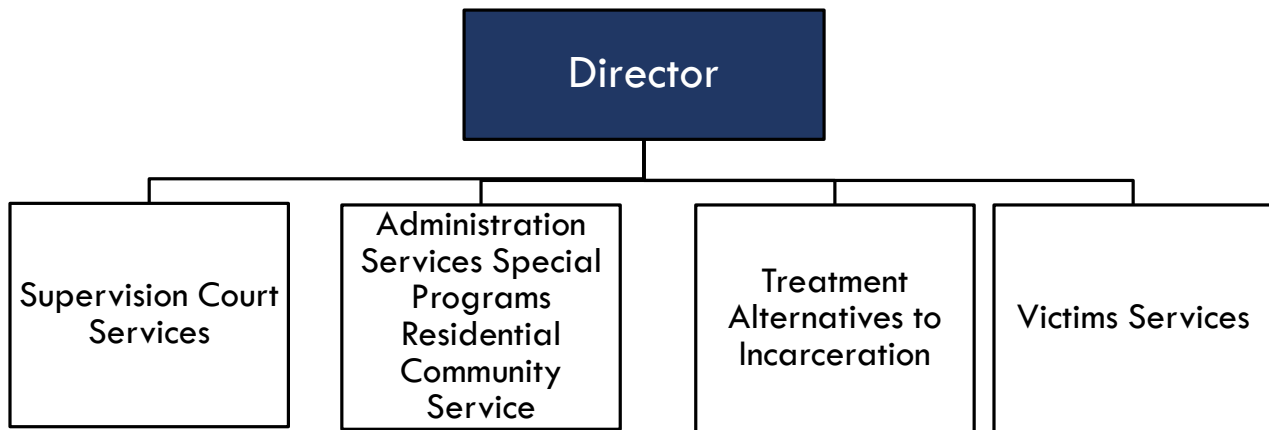 Director
Supervision Court
Services
Administration
Services Special
Programs
Residential
Community
Service
Treatment
Alternatives to
Incarceration
Victims Services